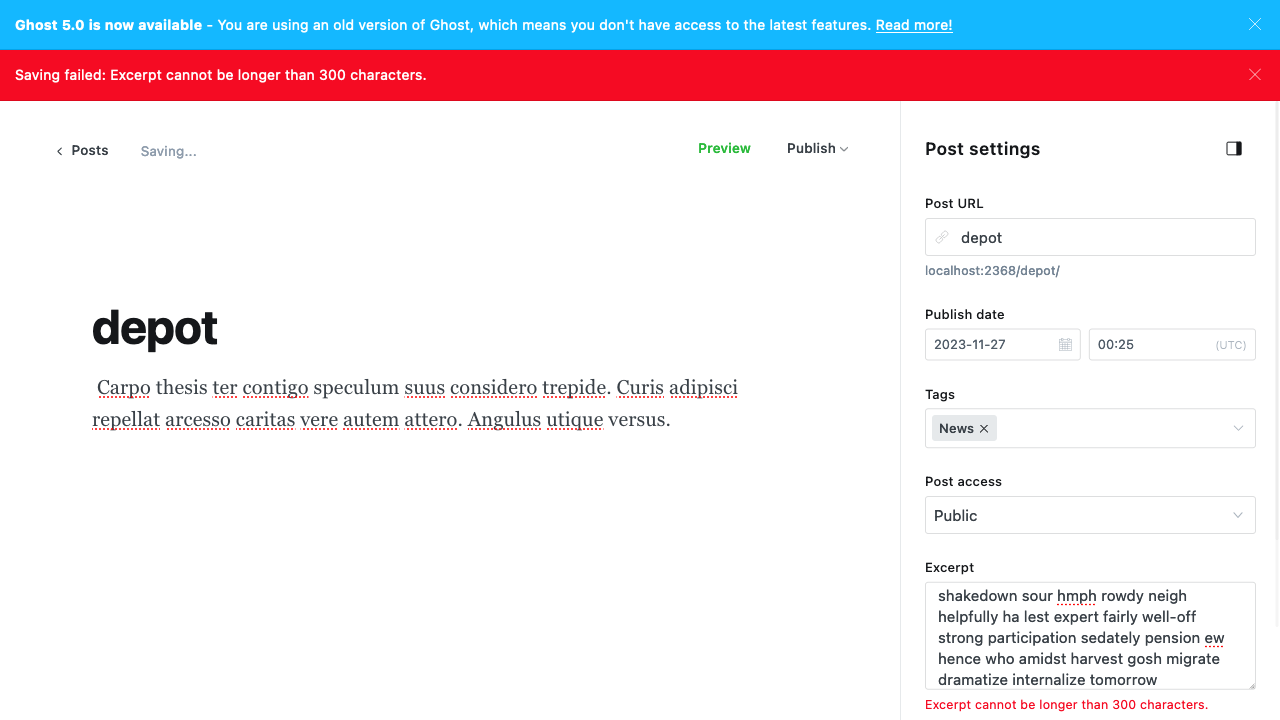 Ghost 5.0 is now available - You are using an old version of Ghost, which means you don't have access to the latest features. Read more!
Saving failed: Excerpt cannot be longer than 300 characters.
Posts
Saving...
Preview
Publish
Post settings
Post URL
depot
localhost:2368/depot/
Publish date
2023-11-27
00:25
(UTC)
Tags
News
Post access
Public
Excerpt
shakedown sour hmph rowdy neigh
helpfully ha lest expert fairly well-off
strong participation sedately pension ew
hence who amidst harvest gosh migrate
dramatize internalize tomorrow
Excerpt cannot be longer than 300 characters.
depot
Carpo thesis ter contigo speculum suus considero trepide. Curis adipisci
repellat arcesso caritas vere autem attero. Angulus utique versus.